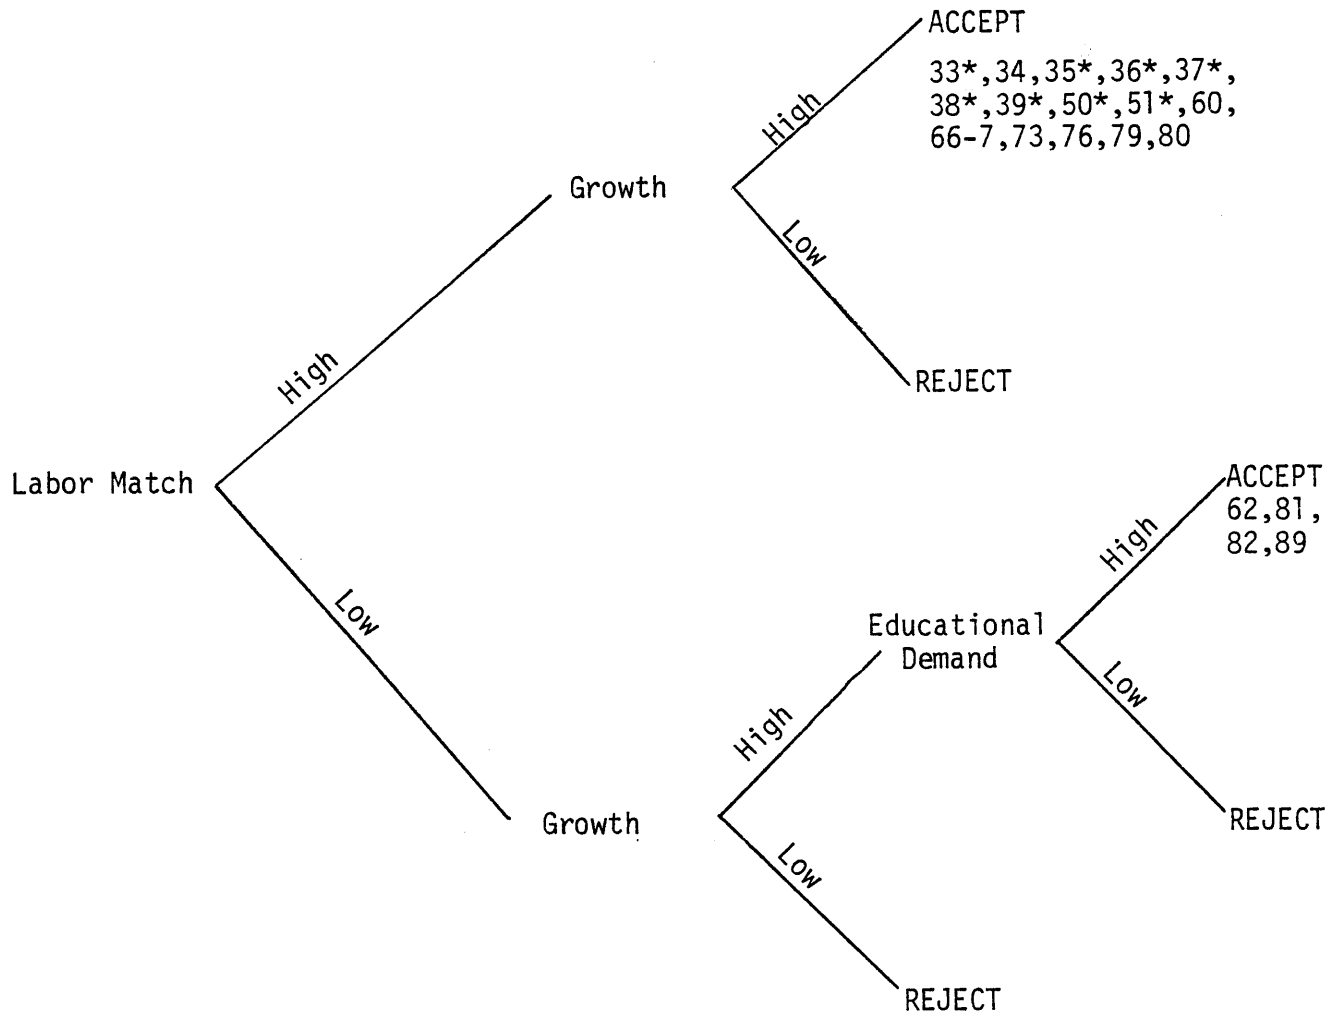 ACCEPT
33*,34,35*,36*,37*,
38*,39*,50*,51*,60,
66-7,73,76,79,80
High
Growth
Low
REJECT
High
Labor Match
Low
ACCEPT
62,81,
82,89
High
Educational
Demand
Low
High
REJECT
Growth
Low
REJECT